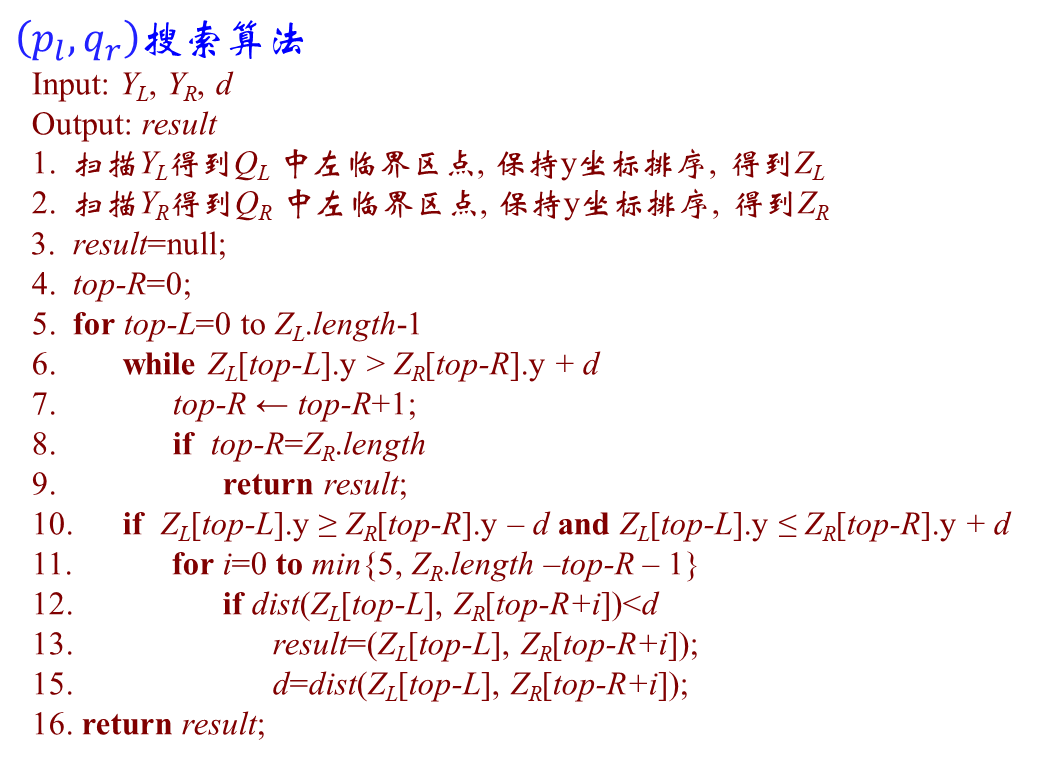 (pₗ, qᵣ)搜索算法
Input: Y_L, Y_R, d
Output: result
1. 扫描Y_L得到Q_L 中左临界区点, 保持y坐标排序, 得到Z_L
2. 扫描Y_R得到Q_R 中左临界区点, 保持y坐标排序, 得到Z_R
3. result=null;
4. top-R=0;
5. for top-L=0 to Z_L.length-1
6. while Z_L[top-L].y > Z_R[top-R].y + d
7. top-R ← top-R+1;
8. if top-R=Z_R.length
9. return result;
10. if Z_L[top-L].y ≥ Z_R[top-R].y – d and Z_L[top-L].y ≤ Z_R[top-R].y + d
11. for i=0 to min{5, Z_R.length –top-R – 1}
12. if dist(Z_L[top-L], Z_R[top-R+i])<d
13. result=(Z_L[top-L], Z_R[top-R+i]);
15. d=dist(Z_L[top-L], Z_R[top-R+i]);
16. return result;